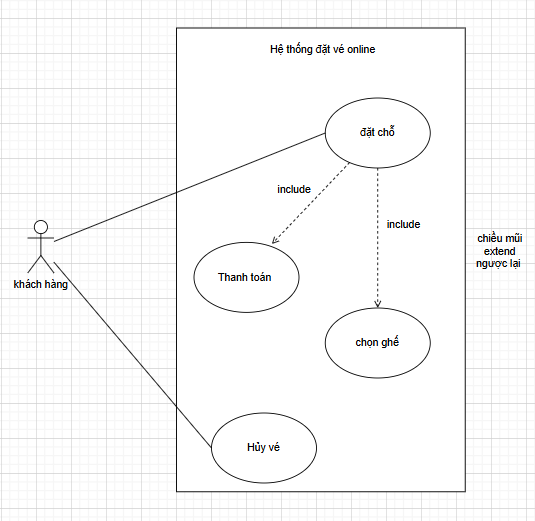 Hệ thống đặt vé online
đặt chỗ
include
include
Thanh toán
chọn ghế
khách hàng
Hủy vé
chiều mũi
extend
ngược lại